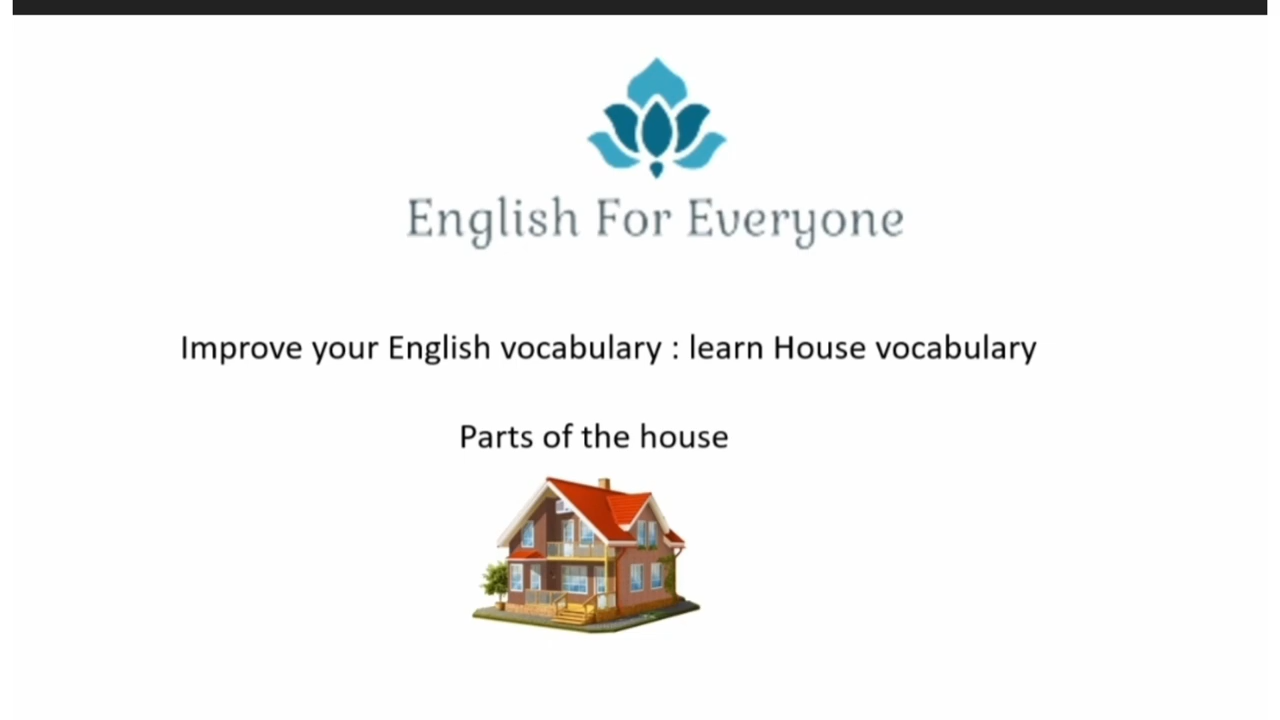 English For Everyone
Improve your English vocabulary : learn House vocabulary
Parts of the house